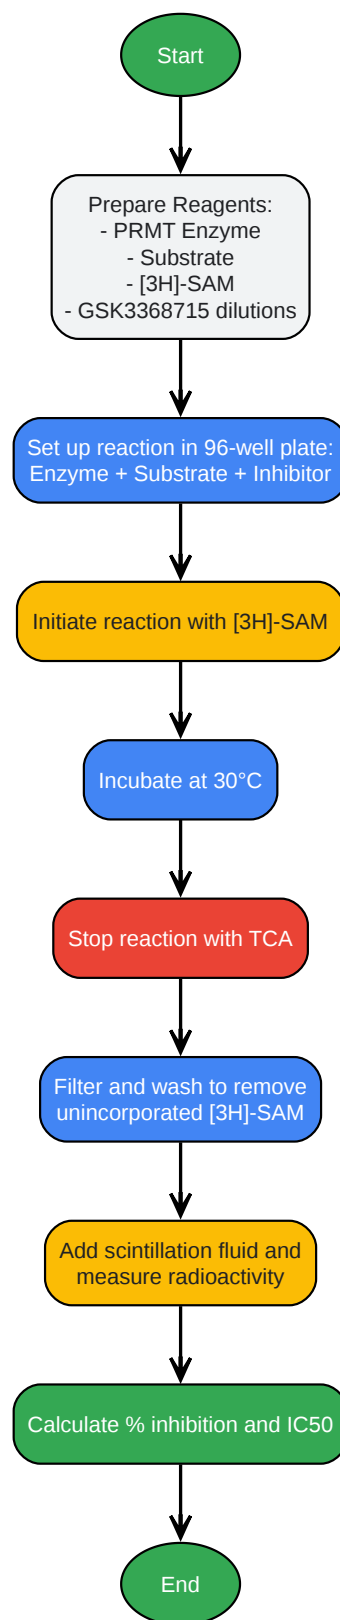 Start
Prepare Reagents:
- PRMT Enzyme
- Substrate
- [3H]-SAM
- GSK3368715 dilutions
Set up reaction in 96-well plate:
Enzyme + Substrate + Inhibitor
Initiate reaction with [3H]-SAM
Incubate at 30°C
Stop reaction with TCA
Filter and wash to remove
unincorporated [3H]-SAM
Add scintillation fluid and
measure radioactivity
Calculate % inhibition and IC50
End